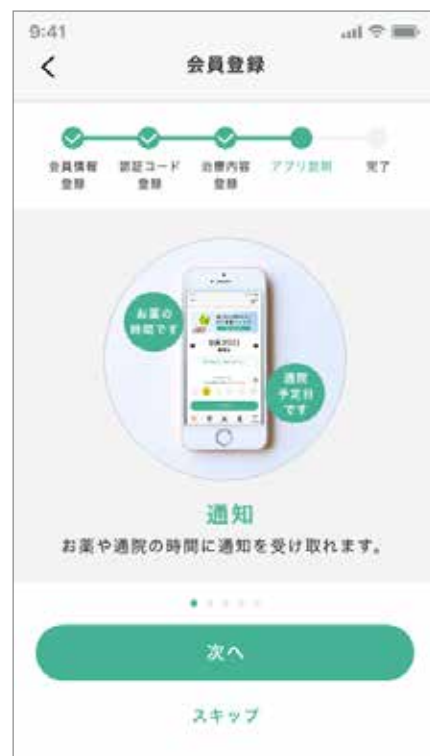 9:41
会員登録
会員情報
登録
認証コード
登録
治療内容
登録
アプリ説明
完了
お薬の
時間です
通院
予定日
です
通知
お薬や通院の時間に通知を受け取れます。
次へ
スキップ